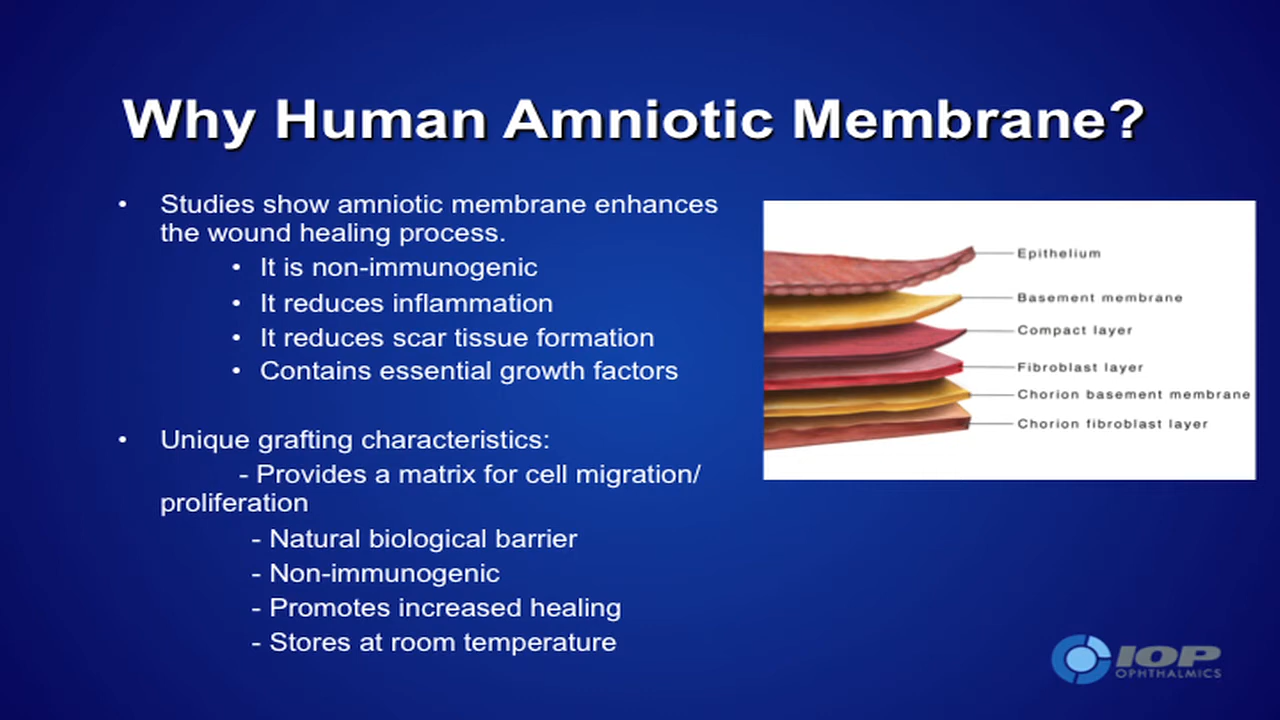 Why Human Amniotic Membrane?
• Studies show amniotic membrane enhances
the wound healing process.
• It is non-immunogenic
• It reduces inflammation
• It reduces scar tissue formation
• Contains essential growth factors
• Unique grafting characteristics:
- Provides a matrix for cell migration/
proliferation
- Natural biological barrier
- Non-immunogenic
- Promotes increased healing
- Stores at room temperature
Epithelium
Basement membrane
Compact layer
Fibroblast layer
Chorion basement membrane
Chorion fibroblast layer
IOP
OPHTHALMICS